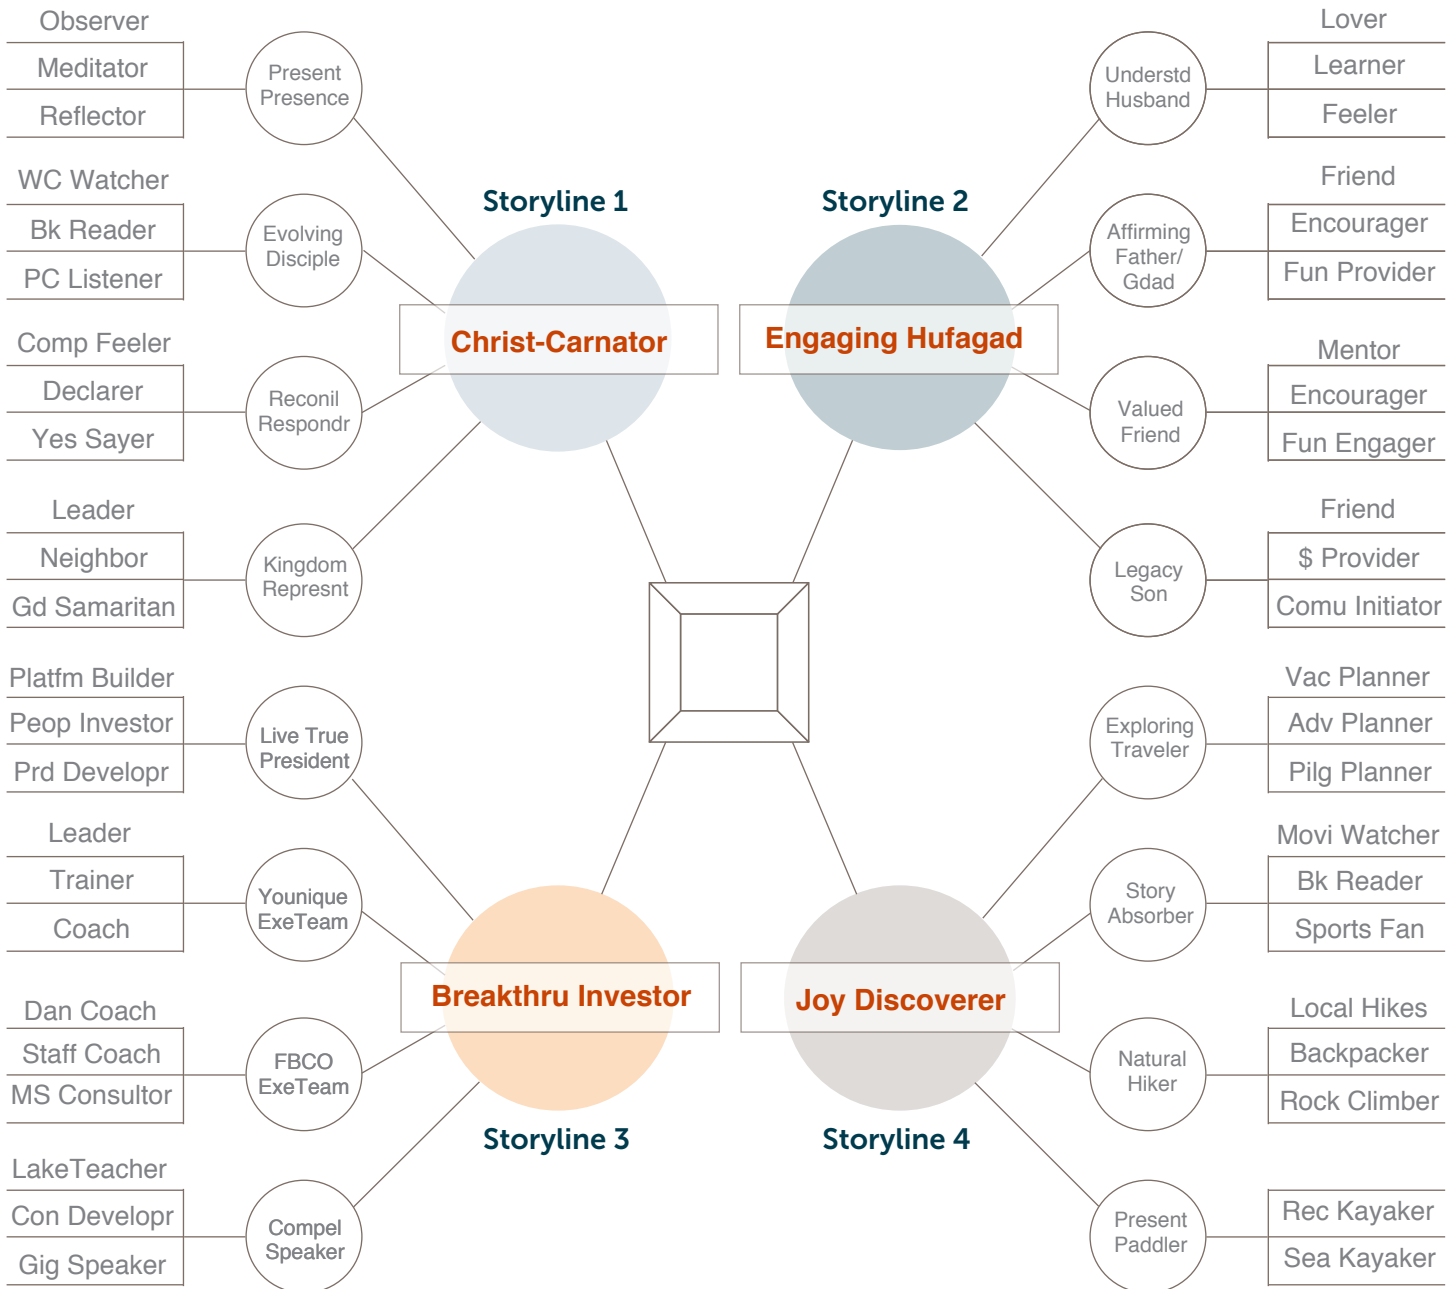 Observer
Meditator
Reflector
Present
Presence
WC Watcher
Bk Reader
PC Listener
Evolving
Disciple
Comp Feeler
Declarer
Yes Sayer
Reconil
Respondr
Leader
Neighbor
Gd Samaritan
Kingdom
Represnt
Storyline 1
Christ-Carnator
Storyline 2
Engaging Hufagad
Understd
Husband
Lover
Learner
Feeler
Affirming
Father/
Gdad
Friend
Encourager
Fun Provider
Valued
Friend
Mentor
Encourager
Fun Engager
Legacy
Son
Friend
$ Provider
Comu Initiator
Platfm Builder
Peop Investor
Prd Developr
Live True
President
Leader
Trainer
Coach
Younique
ExeTeam
Dan Coach
Staff Coach
MS Consultor
FBCO
ExeTeam
LakeTeacher
Con Developr
Gig Speaker
Compel
Speaker
Breakthru Investor
Storyline 3
Joy Discoverer
Storyline 4
Exploring
Traveler
Vac Planner
Adv Planner
Pilg Planner
Story
Absorber
Movi Watcher
Bk Reader
Sports Fan
Natural
Hiker
Local Hikes
Backpacker
Rock Climber
Present
Paddler
Rec Kayaker
Sea Kayaker